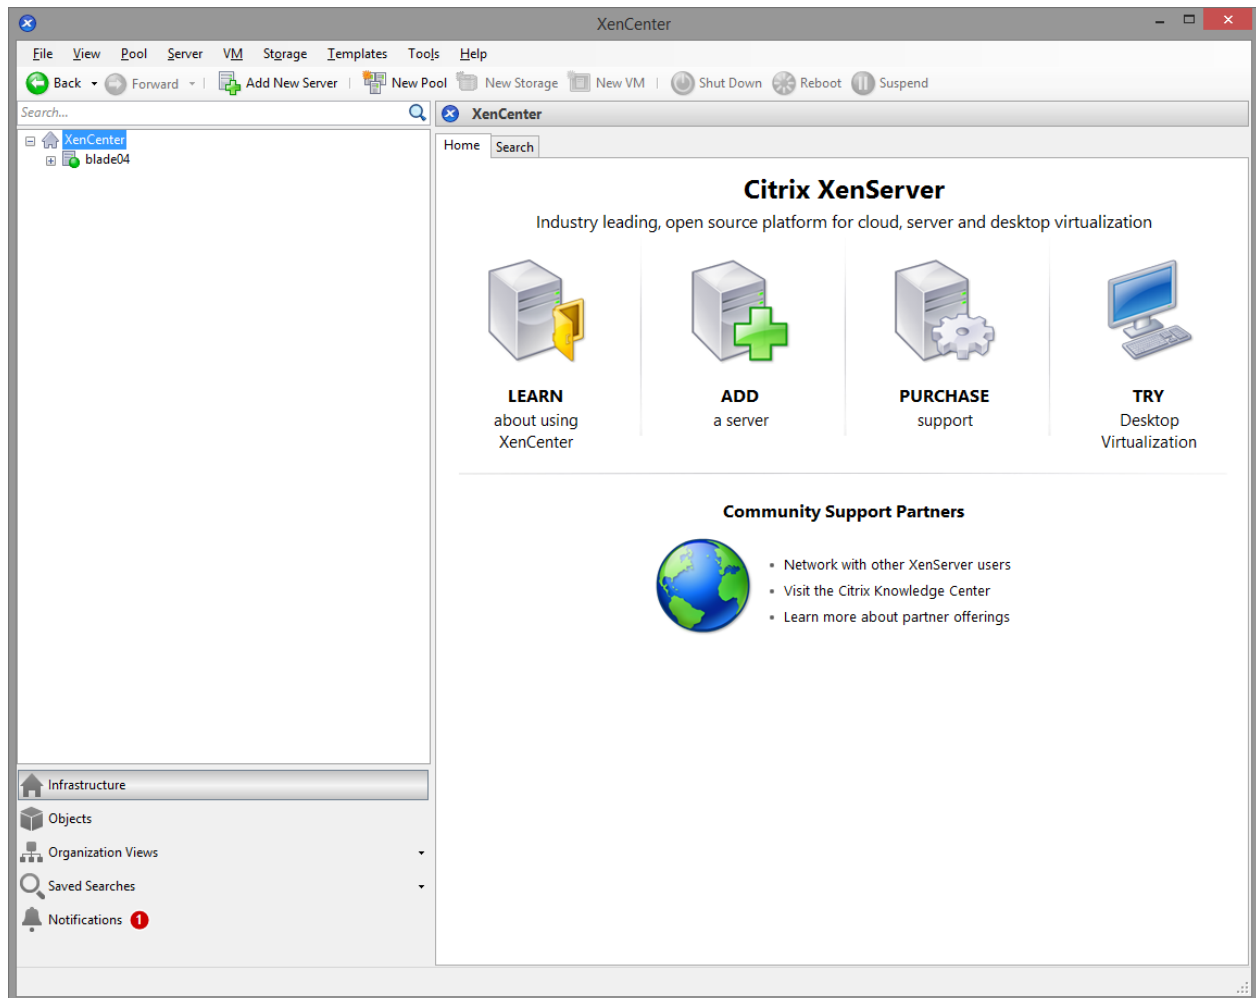 XenCenter
File View Pool Server VM Storage Templates Tools Help
Back Forward Add New Server New Pool New Storage New VM Shut Down Reboot Suspend
Search...
XenCenter
blade04
Infrastructure
Objects
Organization Views
Saved Searches
Notifications 1
XenCenter
Home Search
Citrix XenServer
Industry leading, open source platform for cloud, server and desktop virtualization
LEARN
about using
XenCenter
ADD
a server
PURCHASE
support
TRY
Desktop
Virtualization
Community Support Partners
• Network with other XenServer users
• Visit the Citrix Knowledge Center
• Learn more about partner offerings